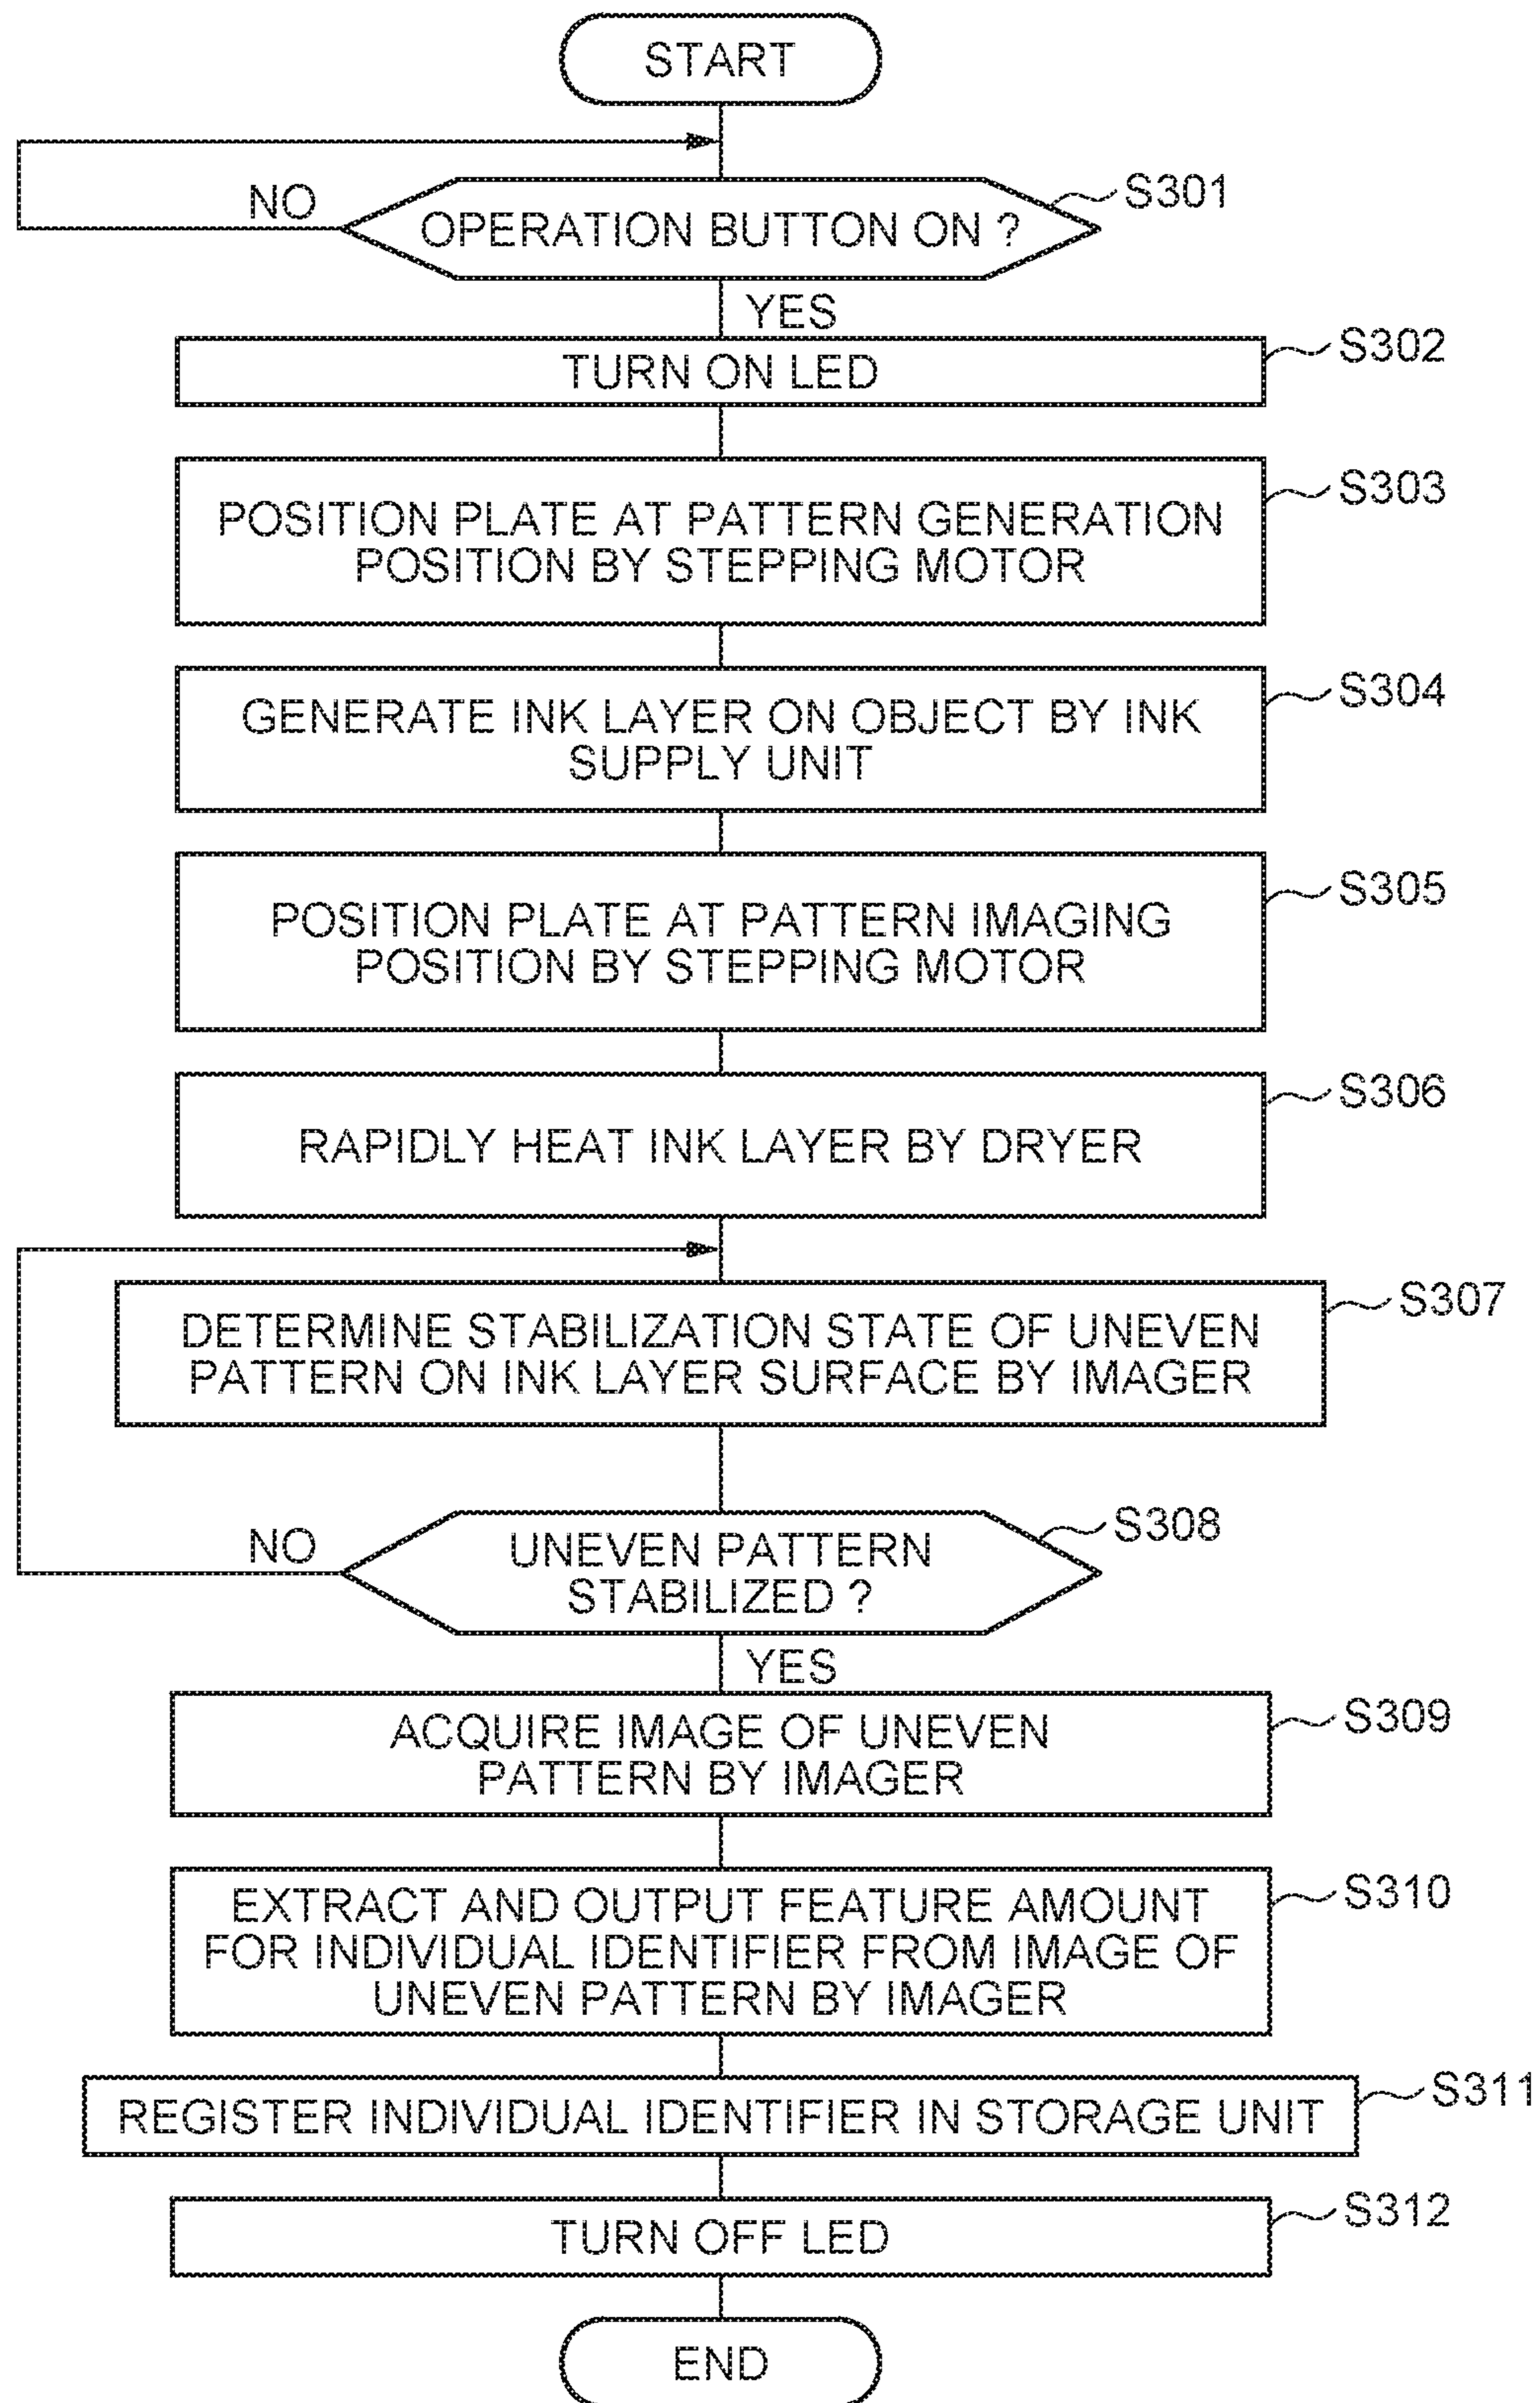 START
NO
OPERATION BUTTON ON ?
S301
YES
TURN ON LED
S302
POSITION PLATE AT PATTERN GENERATION
POSITION BY STEPPING MOTOR
S303
GENERATE INK LAYER ON OBJECT BY INK
SUPPLY UNIT
S304
POSITION PLATE AT PATTERN IMAGING
POSITION BY STEPPING MOTOR
S305
RAPIDLY HEAT INK LAYER BY DRYER
S306
DETERMINE STABILIZATION STATE OF UNEVEN
PATTERN ON INK LAYER SURFACE BY IMAGER
S307
NO
UNEVEN PATTERN
STABILIZED ?
S308
YES
ACQUIRE IMAGE OF UNEVEN
PATTERN BY IMAGER
S309
EXTRACT AND OUTPUT FEATURE AMOUNT
FOR INDIVIDUAL IDENTIFIER FROM IMAGE OF
UNEVEN PATTERN BY IMAGER
S310
REGISTER INDIVIDUAL IDENTIFIER IN STORAGE UNIT
S311
TURN OFF LED
S312
END